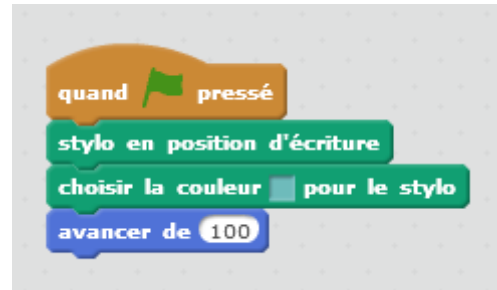 quand pressé
stylo en position d'écriture
choisir la couleur pour le stylo
avancer de 100